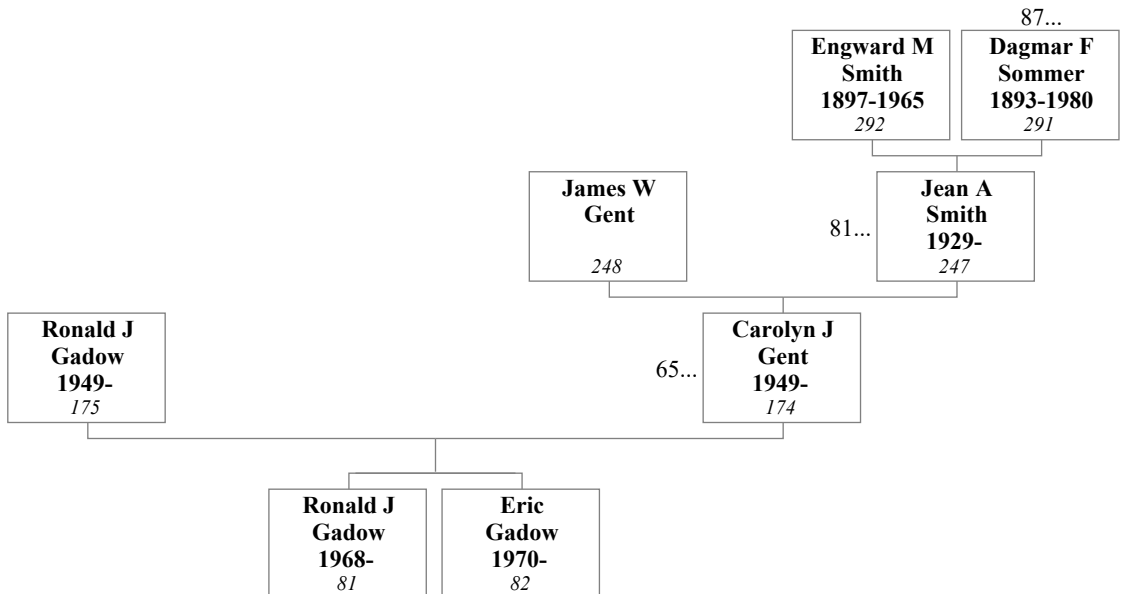 87...
Engward M
Smith
1897-1965
292
Dagmar F
Sommer
1893-1980
291
James W
Gent
248
81...
Jean A
Smith
1929-
247
Ronald J
Gadow
1949-
175
65...
Carolyn J
Gent
1949-
174
Ronald J
Gadow
1968-
81
Eric
Gadow
1970-
82